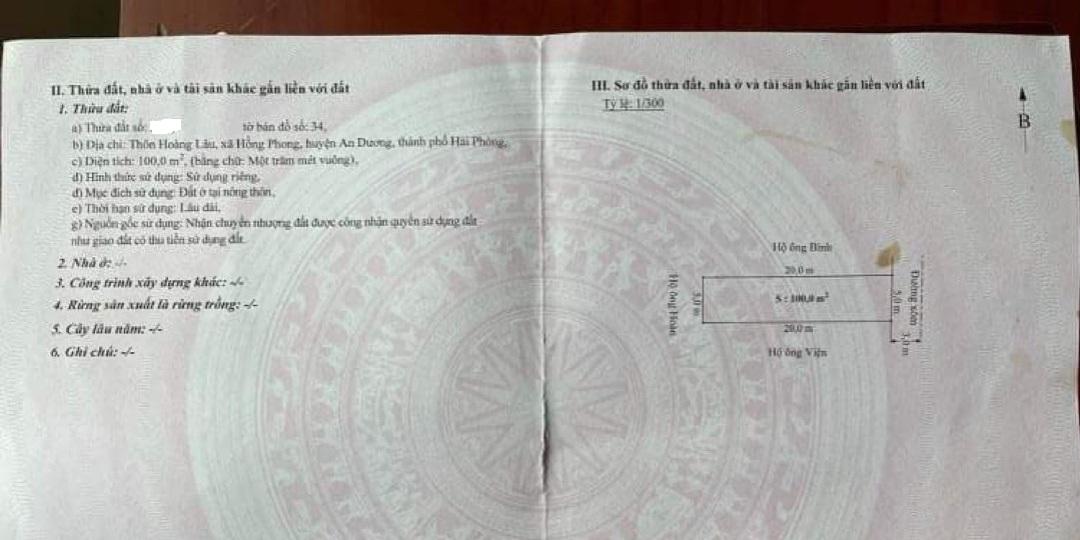 II. Thửa đất, nhà ở và tài sản khác gắn liền với đất
1. Thửa đất:
a) Thửa đất số: tờ bản đồ số: 34,
b) Địa chỉ: Thôn Hoàng Lâu, xã Hồng Phong, huyện An Dương, thành phố Hải Phòng,
c) Diện tích: 100,0 m², (bằng chữ: Một trăm mét vuông),
d) Hình thức sử dụng: Sử dụng riêng,
đ) Mục đích sử dụng: Đất ở tại nông thôn,
e) Thời hạn sử dụng: Lâu dài,
g) Nguồn gốc sử dụng: Nhận chuyển nhượng đất được công nhận quyền sử dụng đất
như giao đất có thu tiền sử dụng đất.
2. Nhà ở: -/-
3. Công trình xây dựng khác: -/-
4. Rừng sản xuất là rừng trồng: -/-
5. Cây lâu năm: -/-
6. Ghi chú: -/-
III. Sơ đồ thửa đất, nhà ở và tài sản khác gắn liền với đất
Tỷ lệ: 1/300
B
Hộ ông Bình
20,0 m
Hộ ông Hoàn
5,0 m
S : 100,0 m²
5,0 m
Đường xóm
3,0 m
20,0 m
Hộ ông Viện